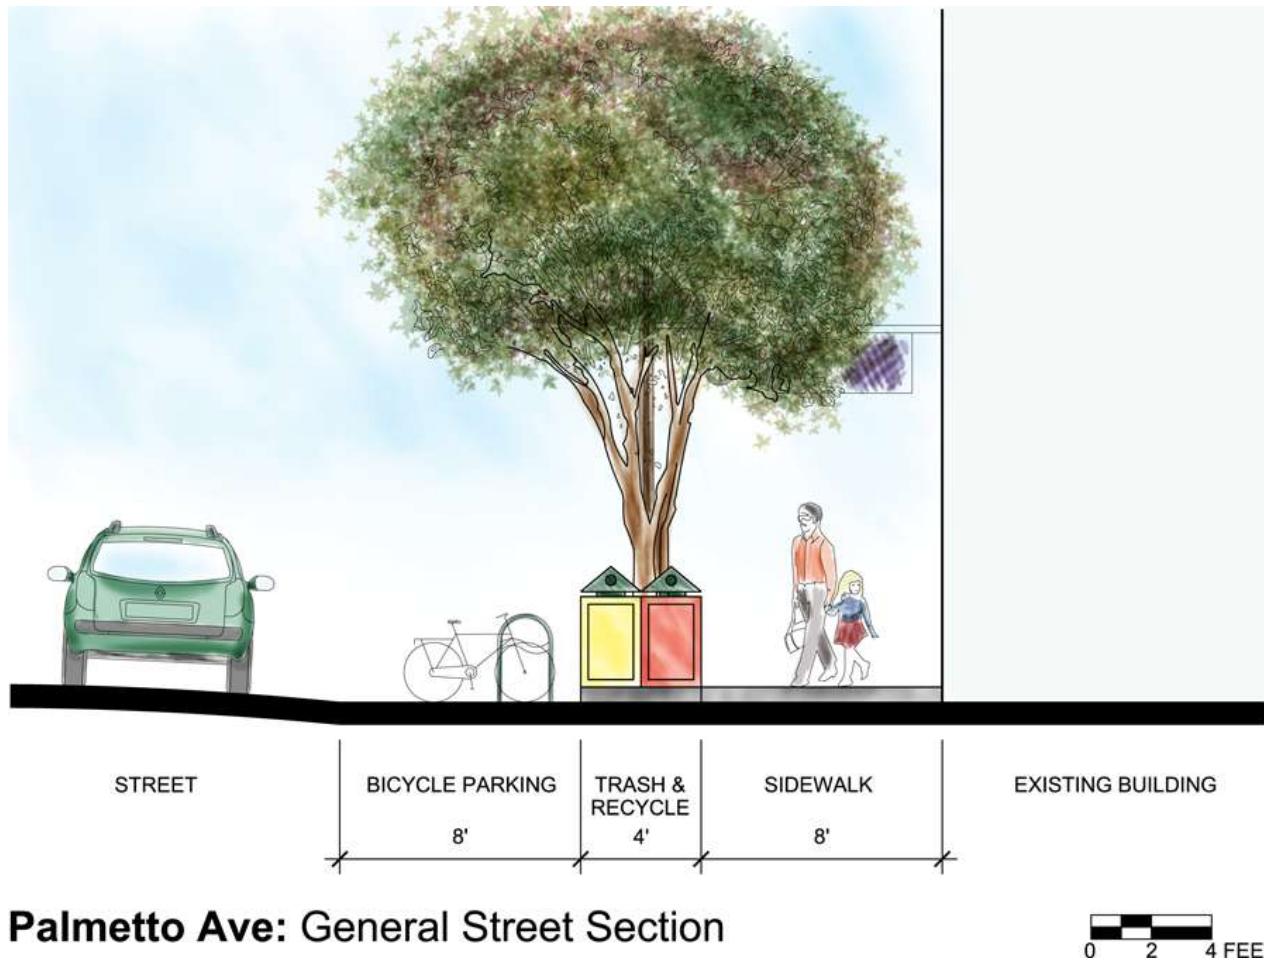 STREET
BICYCLE PARKING
8'
TRASH &
RECYCLE
4'
SIDEWALK
8'
EXISTING BUILDING
Palmetto Ave: General Street Section
0 2 4 FEE